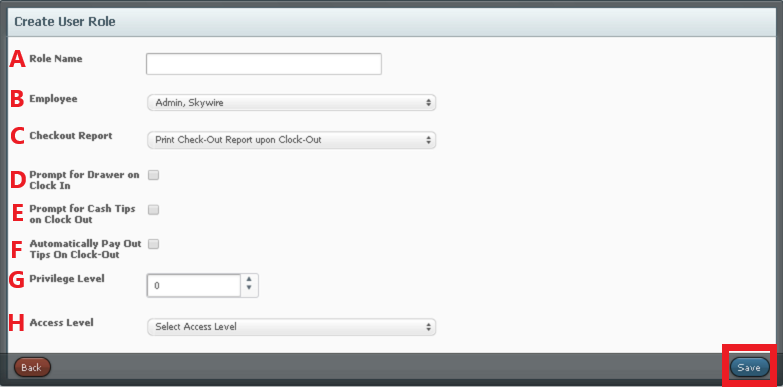 Create User Role
A Role Name
B Employee Admin, Skywire
C Checkout Report Print Check-Out Report upon Clock-Out
D Prompt for Drawer on
Clock In
E Prompt for Cash Tips
on Clock Out
F Automatically Pay Out
Tips On Clock-Out
G Privilege Level 0
H Access Level Select Access Level
Back Save